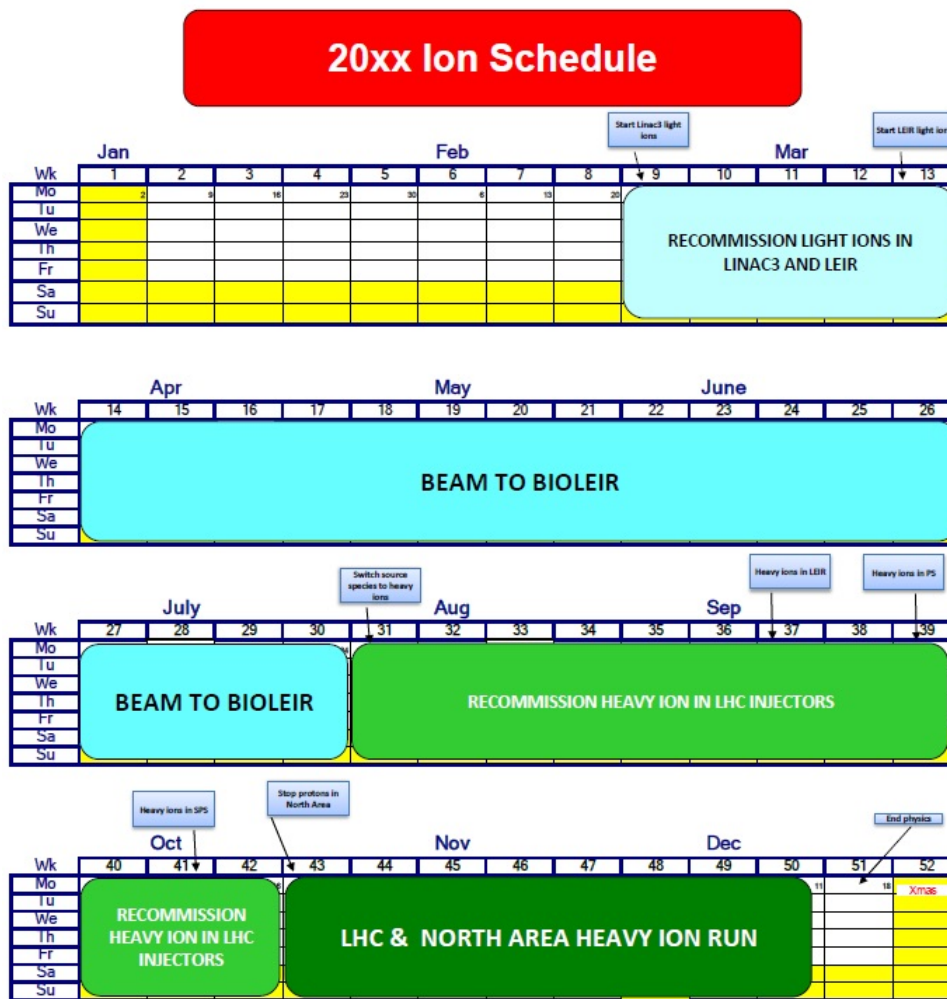 20xx Ion Schedule
Start Linac3 light
ions
Start LEIR light ion
Jan Feb Mar
Wk 1 2 3 4 5 6 7 8 9 10 11 12 13
Mo 2 9 16 23 30 6 13 20
Tu
We
Th
Fr
Sa
Su
RECOMMISSION LIGHT IONS IN
LINAC3 AND LEIR
Apr May June
Wk 14 15 16 17 18 19 20 21 22 23 24 25 26
Mo
Tu
We
Th
Fr
Sa
Su
BEAM TO BIOLEIR
Switch source
species to heavy
ions
Heavy ions in LEIR
Heavy ions in PS
July Aug Sep
Wk 27 28 29 30 31 32 33 34 35 36 37 38 39
Mo
Tu
We
Th
Fr
Sa
Su
BEAM TO BIOLEIR
RECOMMISSION HEAVY ION IN LHC INJECTORS
Heavy ions in SPS
Stop protons in
North Area
End physics
Oct Nov Dec
Wk 40 41 42 43 44 45 46 47 48 49 50 51 52
Mo 11 18 Xmas
Tu
We
Th
Fr
Sa
Su
RECOMMISSION
HEAVY ION IN LHC
INJECTORS
LHC & NORTH AREA HEAVY ION RUN